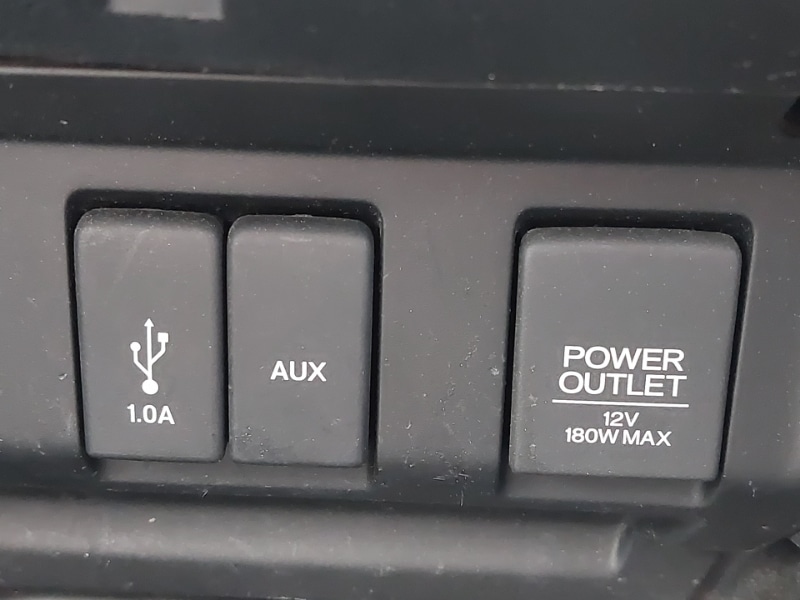 1.0A
AUX
POWER
OUTLET
12V
180W MAX